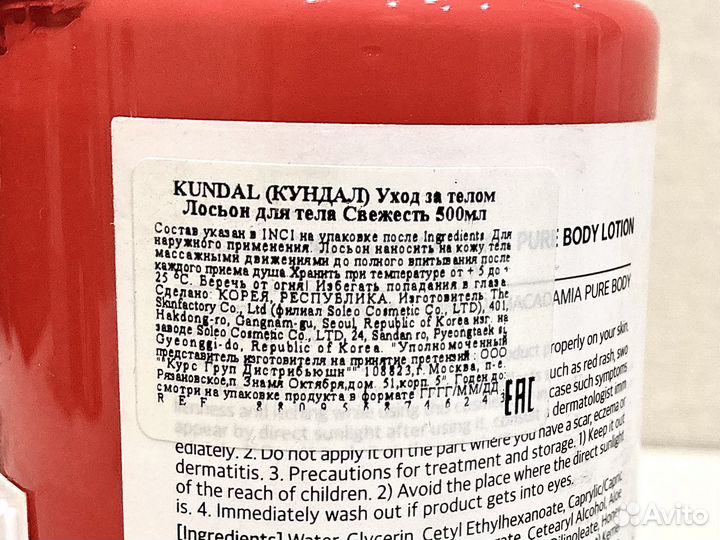 KUNDAL (КУНДАЛ) Уход за телом
Лосьон для тела Свежесть 500мл
Состав указан в INCI на упаковке после Ingredients Для
наружного применения. Лосьон наносить на кожу тела
массажными движениями до полного впитывания после
каждого приема душа Хранить при температуре от + 5 до +
25 °C. Беречь от огня! Избегать попадания в глаза.
Сделано: КОРЕЯ, РЕСПУБЛИКА. Изготовитель The
Skinfactory Co., Ltd (филиал Soleo Cosmetic Co., LTD), 401,
Hakdong-ro, Gangnam-gu, Seoul, Republic of Korea изг. на
заводе Soleo Cosmetic Co., LTD, 24, Sandan ro, Pyeongtaek si,
Gyeonggi-do, Republic of Korea. "Уполномоченный
представитель изготовителя на принятие претензий : ООО
"Курс Груп Дистрибьюшн"" 108823, г. Москва, п-е.
Рязановское, п. Знамя Октября, дом. 51, корп. 5". Годен до:
смотри на упаковке продукта в формате ГГГГ/ММ/ДД
EAC
PURE BODY LOTION
MACADAMIA PURE BODY
product properly on your skin.
such as red rash, swo
case such symptoms
dermatologist imm
appear by direct sunlight after using it, consult
ediately. 2. Do not apply it on the part where you have a scar, eczema or
dermatitis. 3. Precautions for treatment and storage. 1) Keep it out
of the reach of children. 2) Avoid the place where the direct sunlight
is. 4. Immediately wash out if product gets into eyes.
[Ingredients] Water, Glycerin, Cetyl Ethylhexanoate, Caprylic/Capric
Cetearyl Alcohol, Aloe
Avito